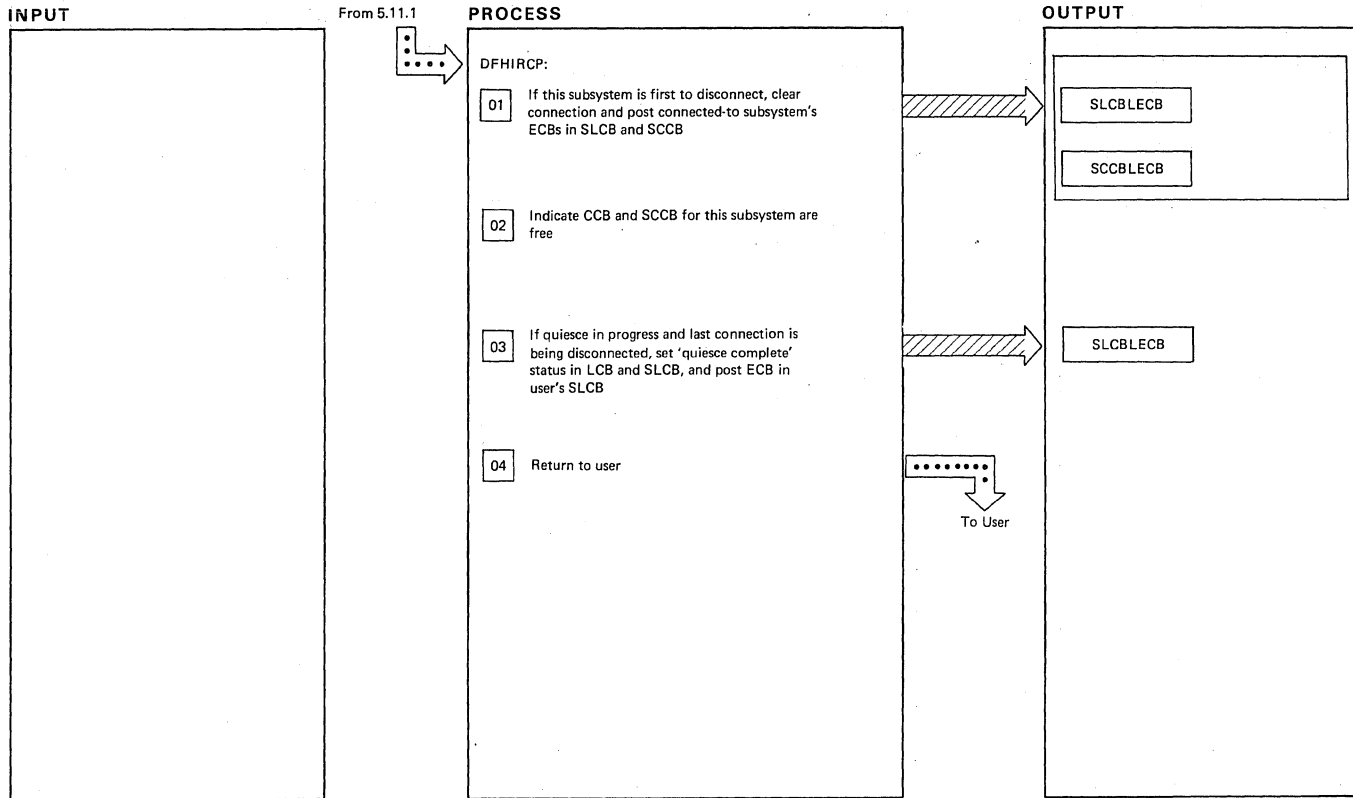 INPUT
From 5.11.1
PROCESS
OUTPUT
DFHIRCP:
01
If this subsystem is first to disconnect, clear
connection and post connected-to subsystem's
ECBs in SLCB and SCCB
SLCBLECB
SCCBLECB
02
Indicate CCB and SCCB for this subsystem are
free
03
If quiesce in progress and last connection is
being disconnected, set 'quiesce complete'
status in LCB and SLCB, and post ECB in
user's SLCB
SLCBLECB
04
Return to user
To User